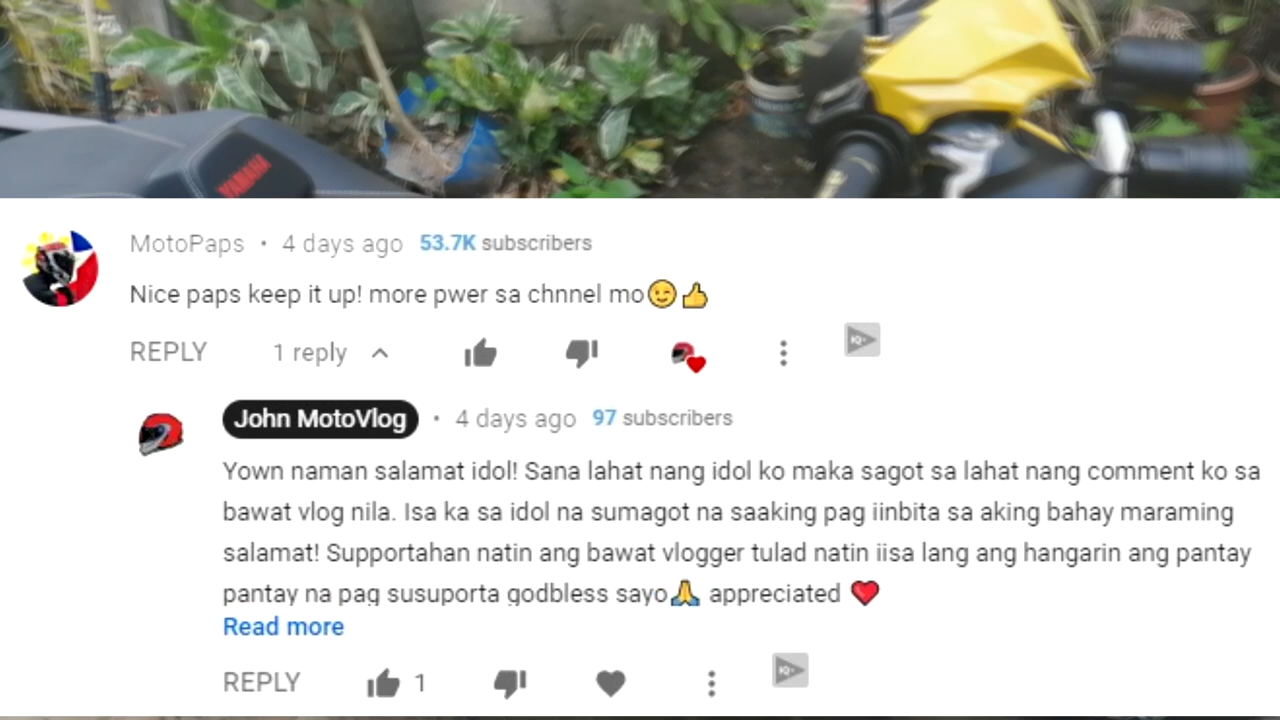 YAMAHA
MotoPaps • 4 days ago 53.7K subscribers
Nice paps keep it up! more pwer sa chnnel mo😉👍
REPLY 1 reply
John MotoVlog • 4 days ago 97 subscribers
Yown naman salamat idol! Sana lahat nang idol ko maka sagot sa lahat nang comment ko sa
bawat vlog nila. Isa ka sa idol na sumagot na saaking pag iinbita sa aking bahay maraming
salamat! Supportahan natin ang bawat vlogger tulad natin iisa lang ang hangarin ang pantay
pantay na pag susuporta godbless sayo🙏 appreciated ❤️
Read more
REPLY 1